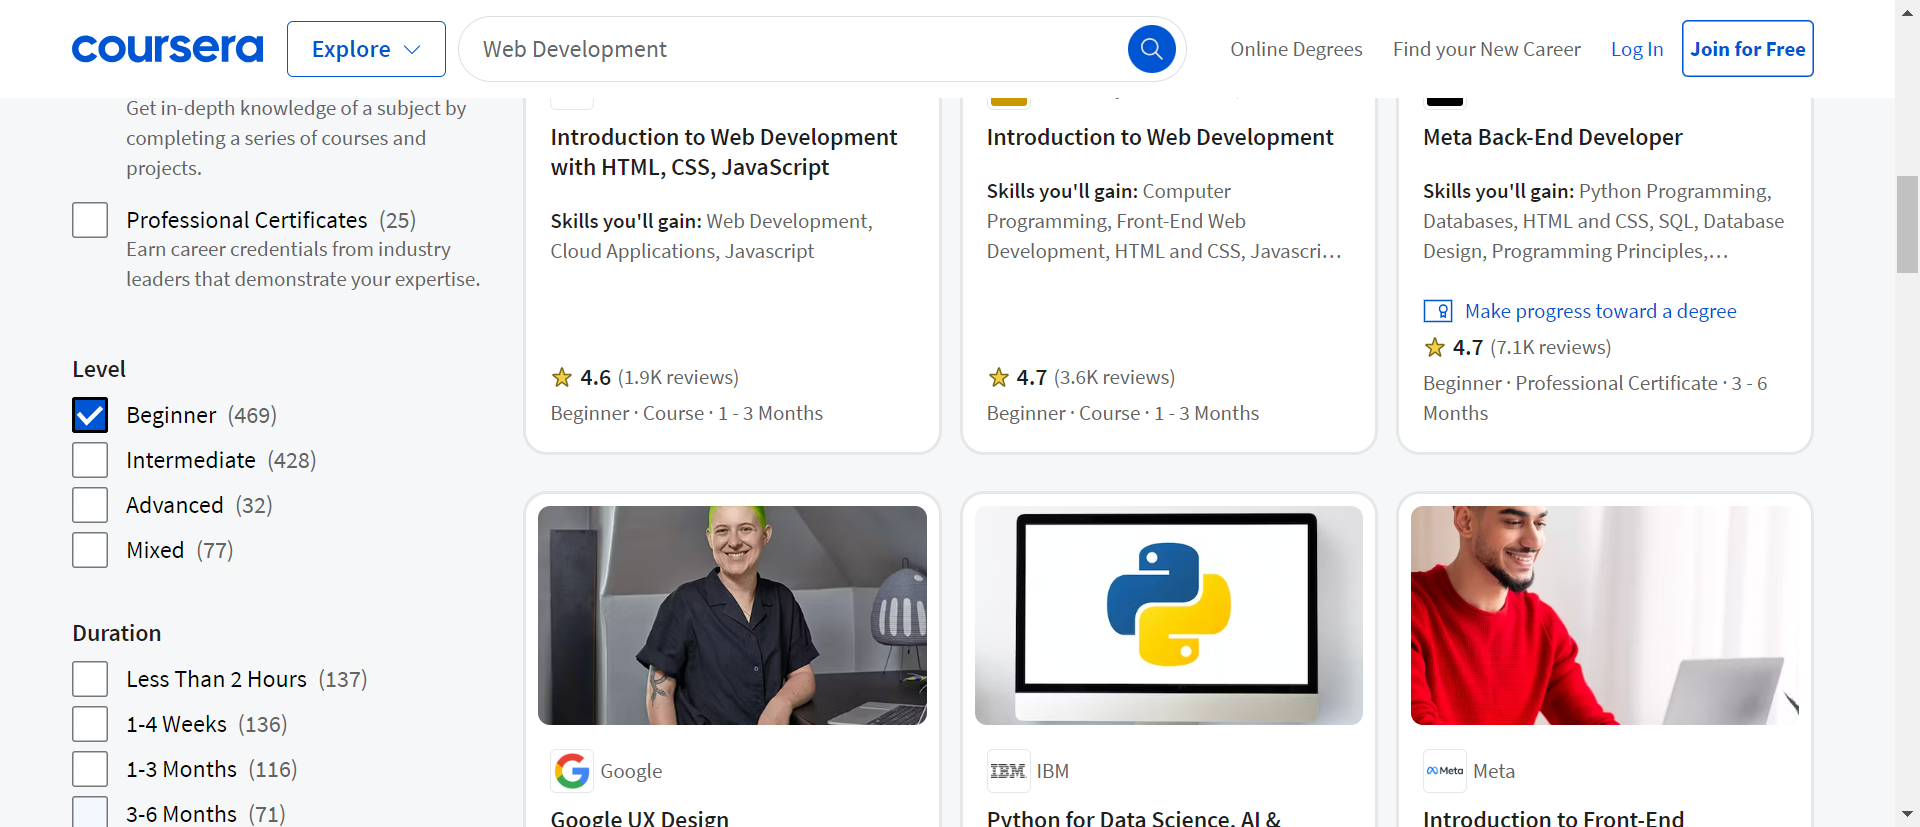 coursera
Explore
Web Development
Online Degrees
Find your New Career
Log In
Join for Free
Get in-depth knowledge of a subject by
completing a series of courses and
projects.
Professional Certificates (25)
Earn career credentials from industry
leaders that demonstrate your expertise.
Level
Beginner (469)
Intermediate (428)
Advanced (32)
Mixed (77)
Duration
Less Than 2 Hours (137)
1-4 Weeks (136)
1-3 Months (116)
3-6 Months (71)
Introduction to Web Development
with HTML, CSS, JavaScript
Skills you'll gain: Web Development,
Cloud Applications, Javascript
4.6 (1.9K reviews)
Beginner · Course · 1 - 3 Months
Introduction to Web Development
Skills you'll gain: Computer
Programming, Front-End Web
Development, HTML and CSS, Javascri...
4.7 (3.6K reviews)
Beginner · Course · 1 - 3 Months
Meta Back-End Developer
Skills you'll gain: Python Programming,
Databases, HTML and CSS, SQL, Database
Design, Programming Principles,...
Make progress toward a degree
4.7 (7.1K reviews)
Beginner · Professional Certificate · 3 - 6
Months
Google
Google UX Design
IBM
IBM
Python for Data Science, AI &
Meta
Meta
Introduction to Front-End